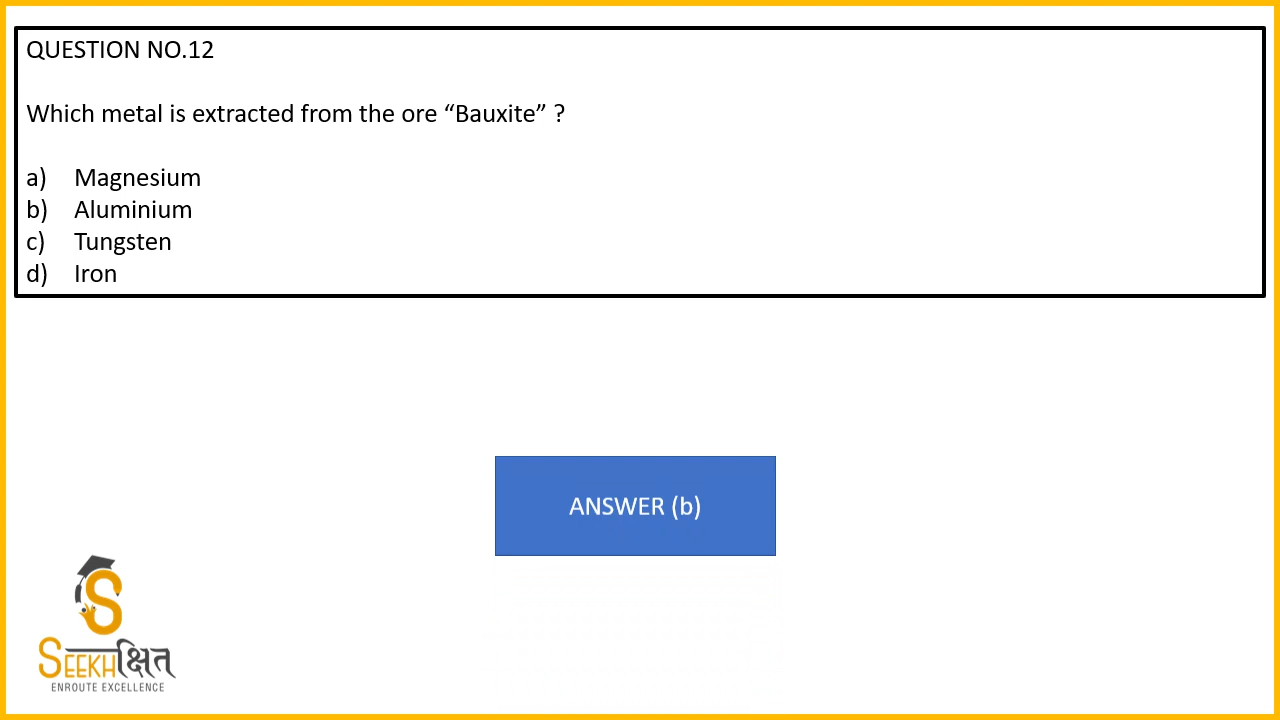 QUESTION NO.12
Which metal is extracted from the ore “Bauxite” ?
a) Magnesium
b) Aluminium
c) Tungsten
d) Iron
ANSWER (b)
S
SEEKHक्षित
ENROUTE EXCELLENCE